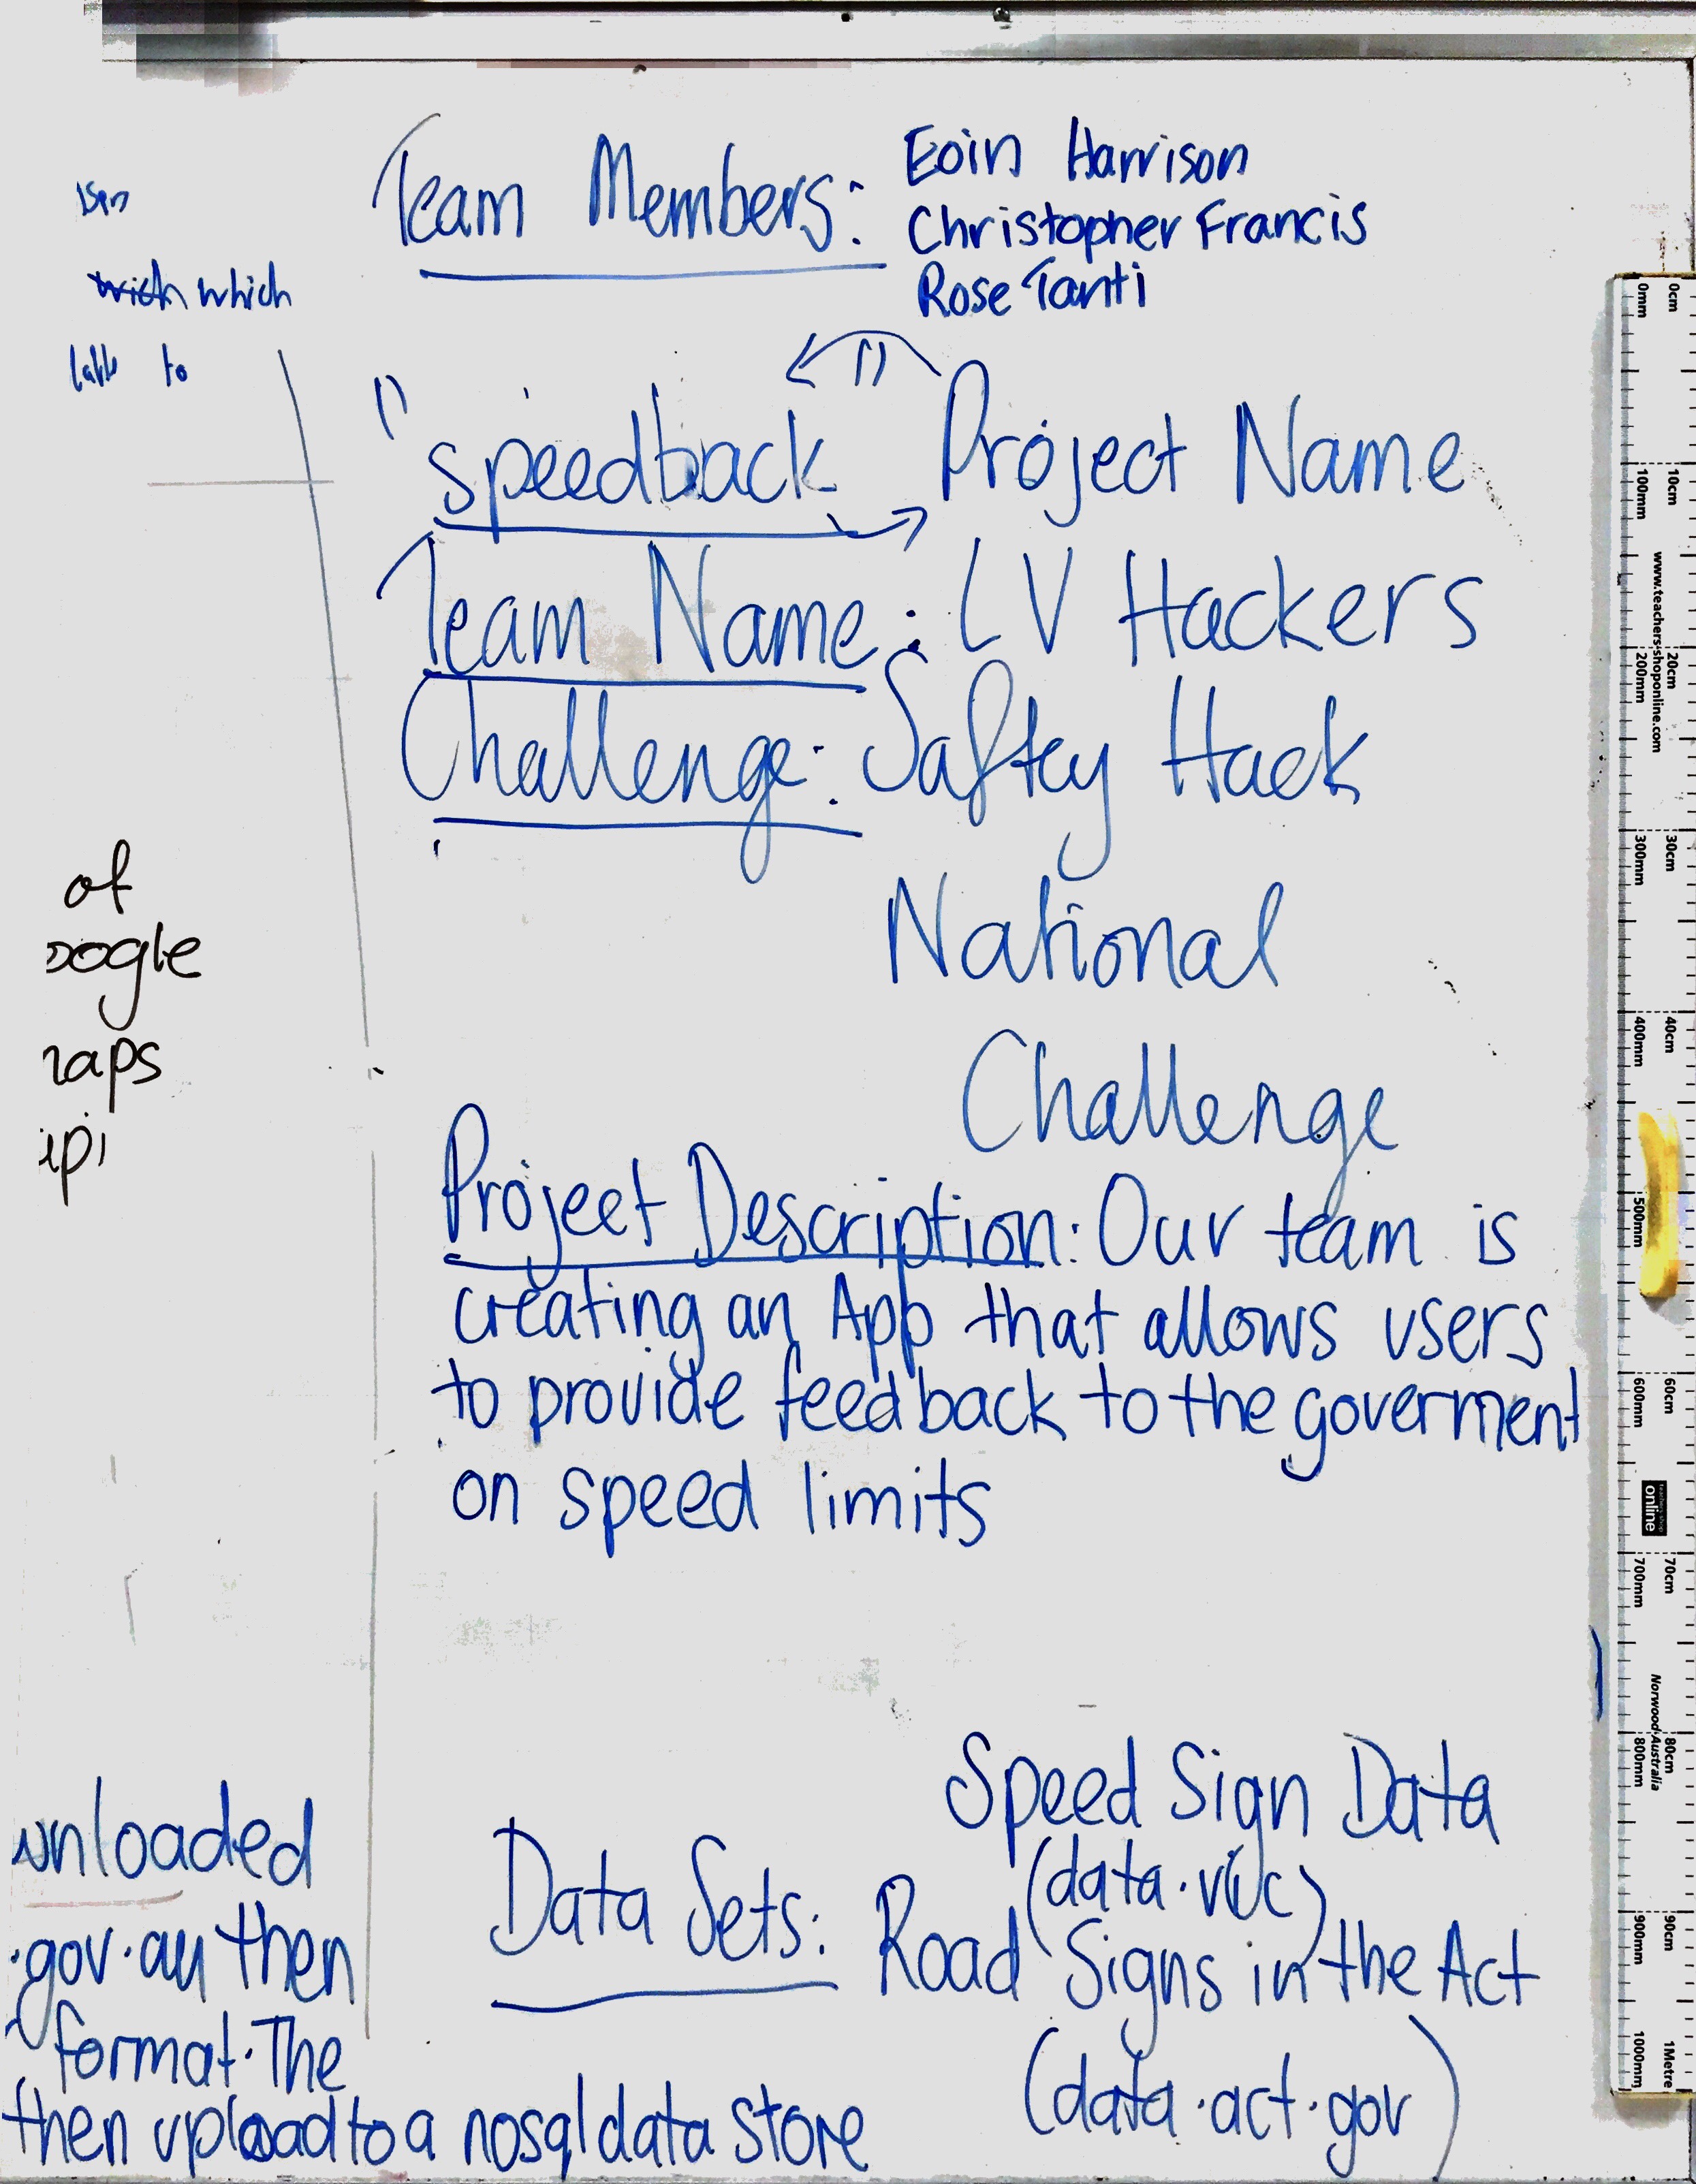 Team Members: Eoin Harrison
Christopher Francis
Rose Tanti
which
to
"speedback" Project Name
Team Name: LV Hackers
Challenge: Saftey Hack
National
Challenge
of
oogle
aps
pi
Project Description: Our team is
creating an App that allows users
to provide feedback to the goverment
on speed limits
Speed Sign Data
(data.vic)
Data Sets: Road Signs in the Act
(data.act.gov)
wnloaded
.gov.au then
format. The
then upload to a nosql data store
0mm 0cm
100mm 10cm
www.teachers-shoponline.com
200mm 20cm
300mm 30cm
400mm 40cm
500mm
600mm 60cm
online
700mm 70cm
Norwood Australia
800mm 80cm
900mm 90cm
1000mm 1Metre